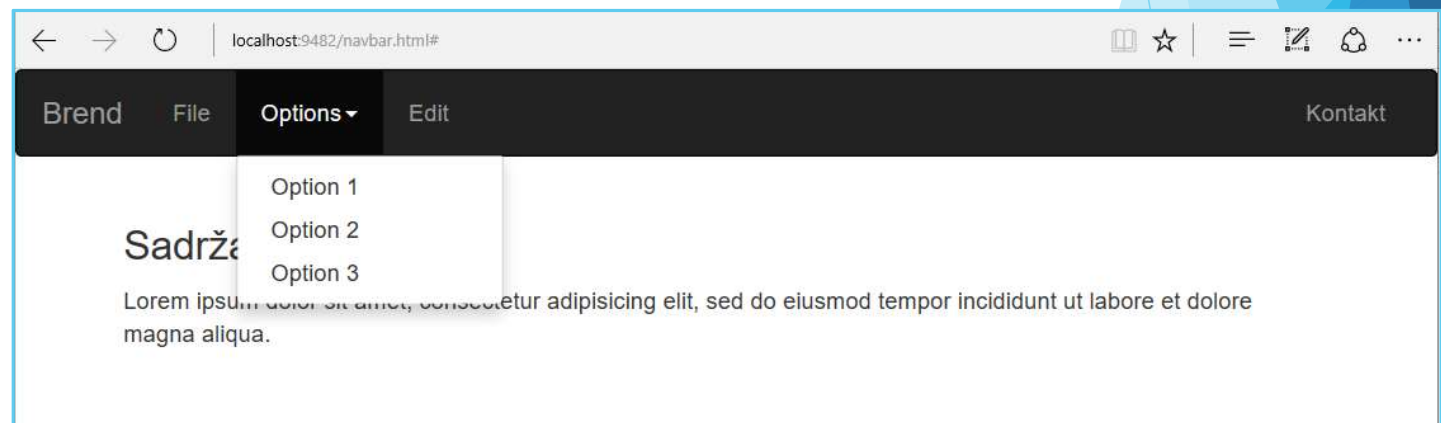 localhost:9482/navbar.html#
Brend File Options Edit Kontakt
Option 1
Option 2
Option 3
Lorem ipsum dolor sit amet, consectetur adipisicing elit, sed do eiusmod tempor incididunt ut labore et dolore
magna aliqua.